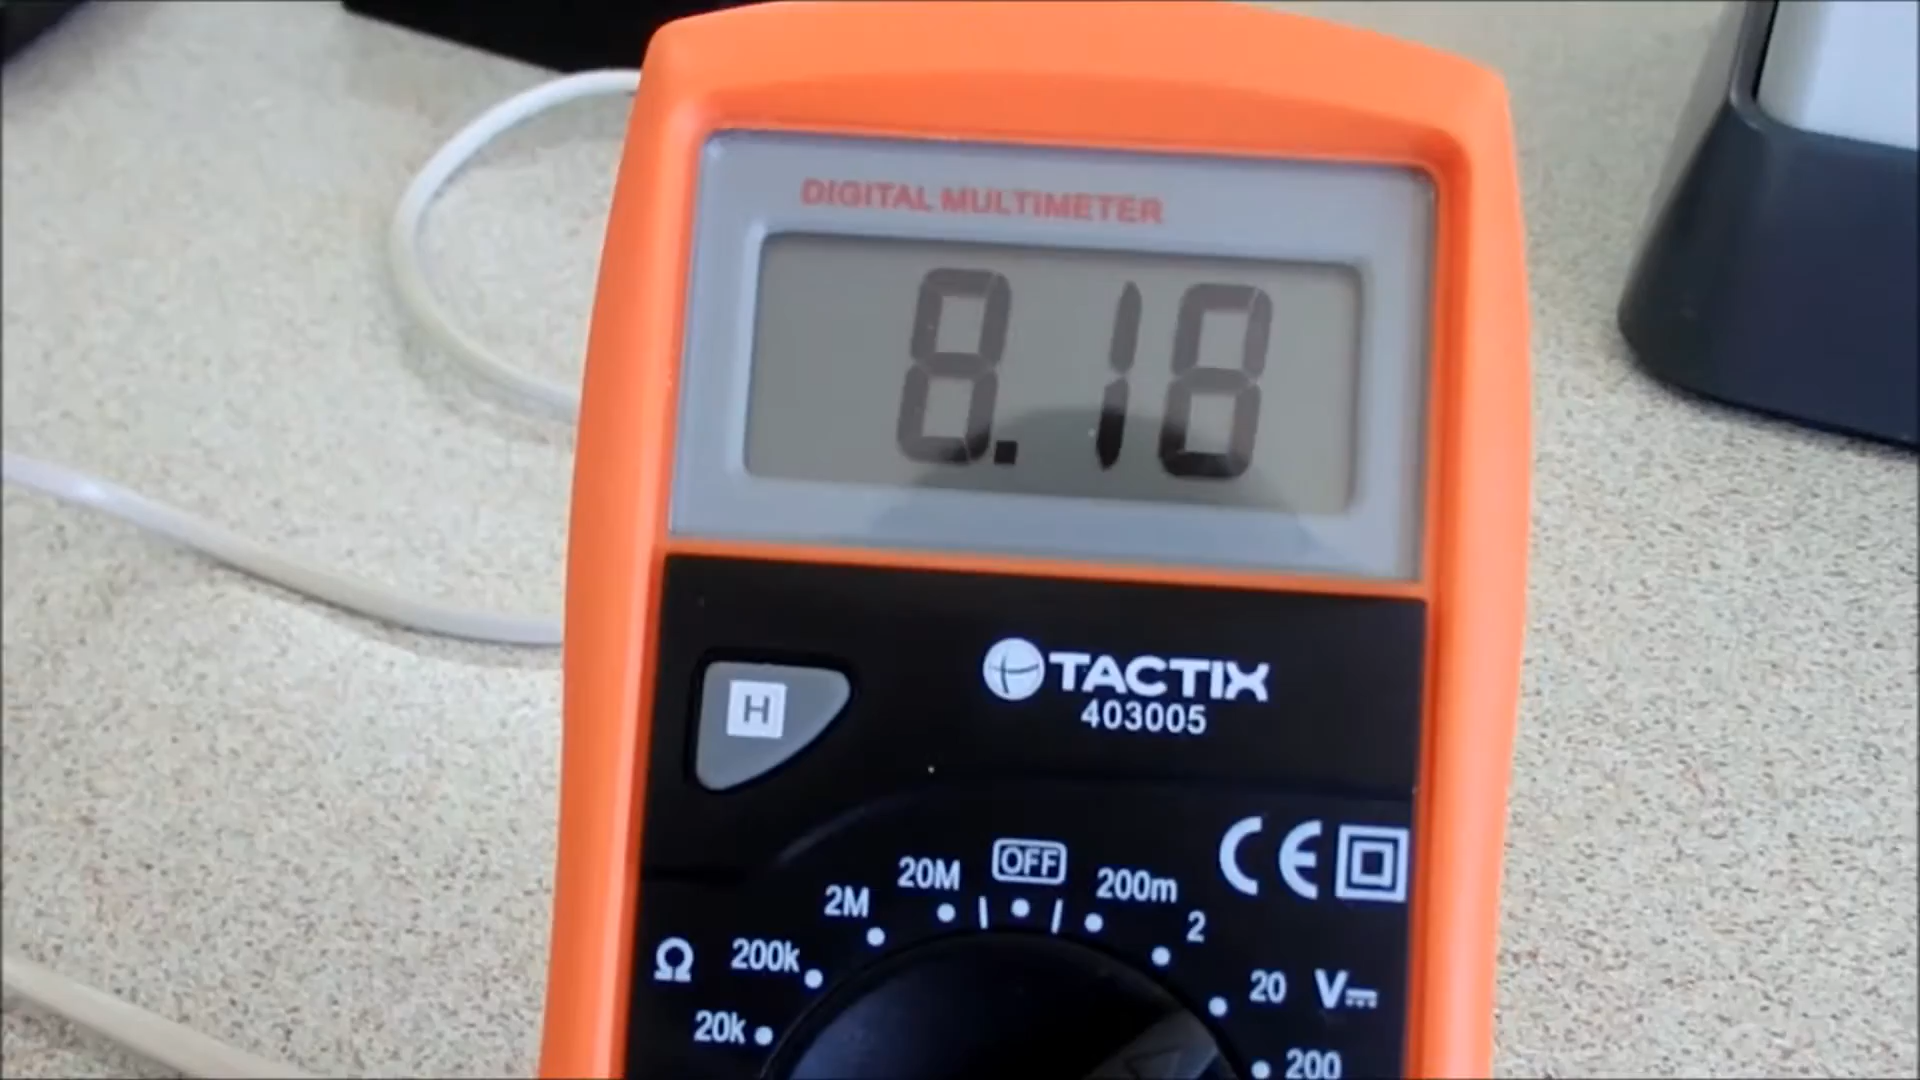 DIGITAL MULTIMETER
8.18
TACTIX
403005
H
CE
OFF
20M
200m
2M
2
Ω
200k
20
V⎓
20k
200